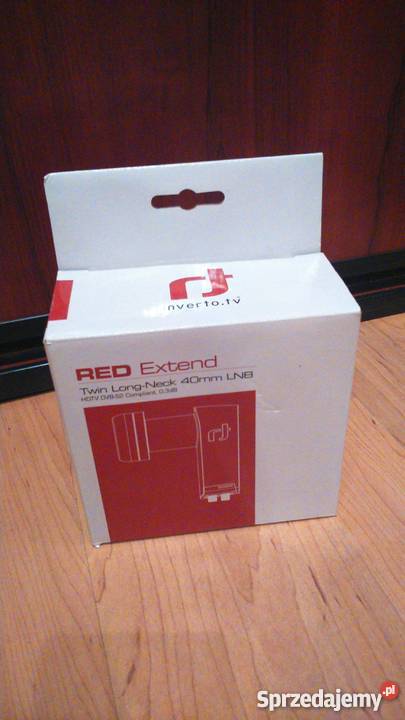 nverto.tv
RED Extend
Twin Long-Neck 40mm LNB
HDTV DVB-S2 Compliant, 0.3dB
Sprzedajemy.pl